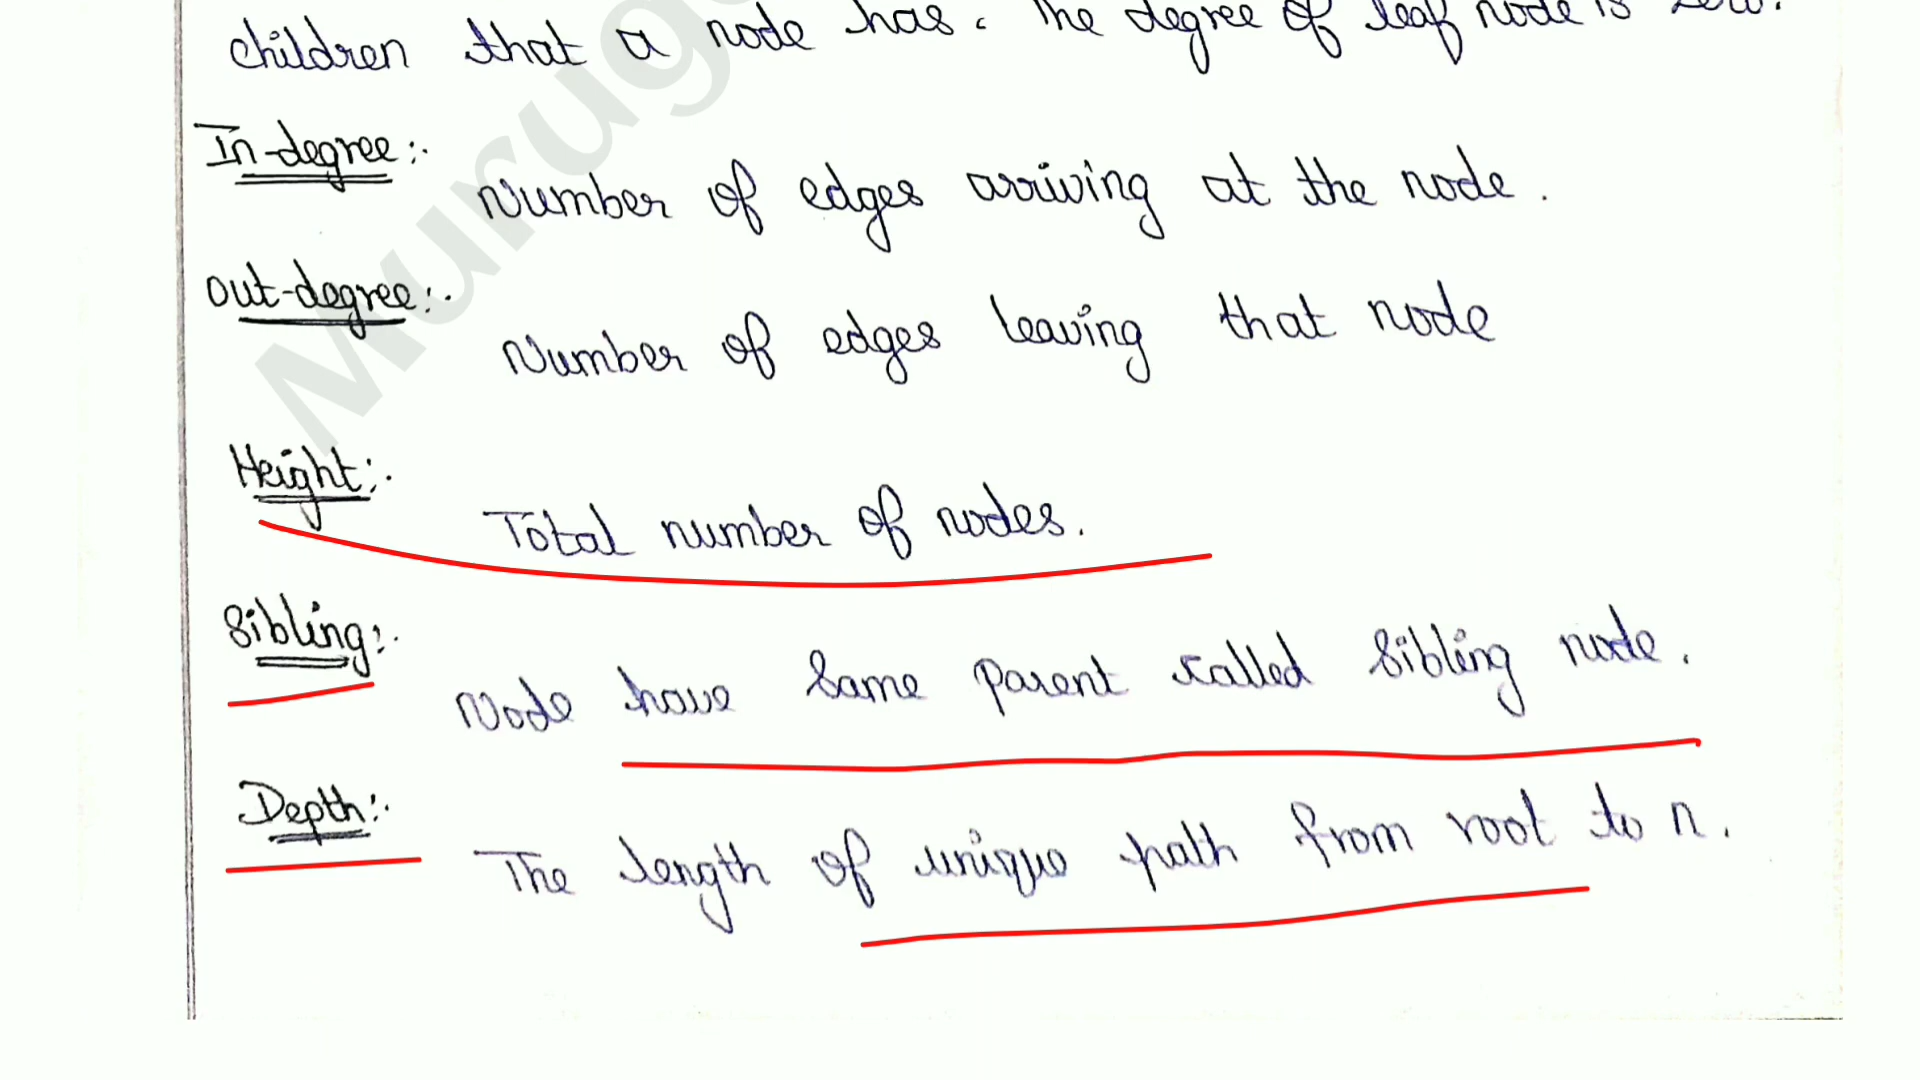 children that a node has. The degree of leaf node is zero.
In-degree:.
Number of edges arriving at the node.
Out-degree:.
Number of edges leaving that node
Height:.
Total number of nodes.
Sibling:.
Node have same parent called sibling node.
Depth:.
The length of unique path from root to n.